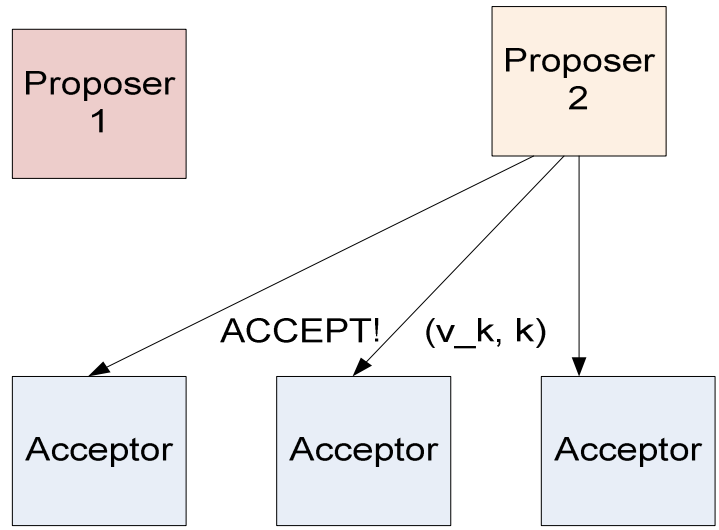 Proposer
1
Proposer
2
ACCEPT!
(v_k, k)
Acceptor
Acceptor
Acceptor